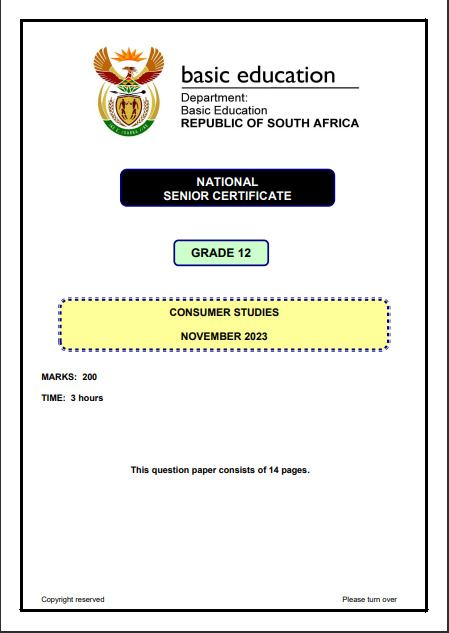 basic education
Department:
Basic Education
REPUBLIC OF SOUTH AFRICA
NATIONAL
SENIOR CERTIFICATE
GRADE 12
CONSUMER STUDIES
NOVEMBER 2023
MARKS: 200
TIME: 3 hours
This question paper consists of 14 pages.
Copyright reserved
Please turn over